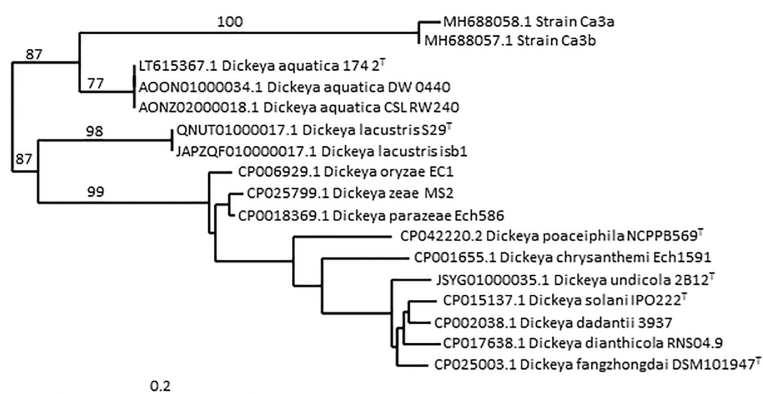 100
MH688058.1 Strain Ca3a
MH688057.1 Strain Ca3b
87
LT615367.1 Dickeya aquatica 174 2ᵀ
77
AOON01000034.1 Dickeya aquatica DW 0440
AONZ02000018.1 Dickeya aquatica CSL RW240
98
QNUT01000017.1 Dickeya lacustris S29ᵀ
JAPZQF010000017.1 Dickeya lacustris isb1
87
CP006929.1 Dickeya oryzae EC1
99
CP025799.1 Dickeya zeae MS2
CP0018369.1 Dickeya parazeae Ech586
CP042220.2 Dickeya poaceiphila NCPPB569ᵀ
CP001655.1 Dickeya chrysanthemi Ech1591
JSYG01000035.1 Dickeya undicola 2B12ᵀ
CP015137.1 Dickeya solani IPO222ᵀ
CP002038.1 Dickeya dadantii 3937
CP017638.1 Dickeya dianthicola RNS04.9
CP025003.1 Dickeya fangzhongdai DSM101947ᵀ
0.2